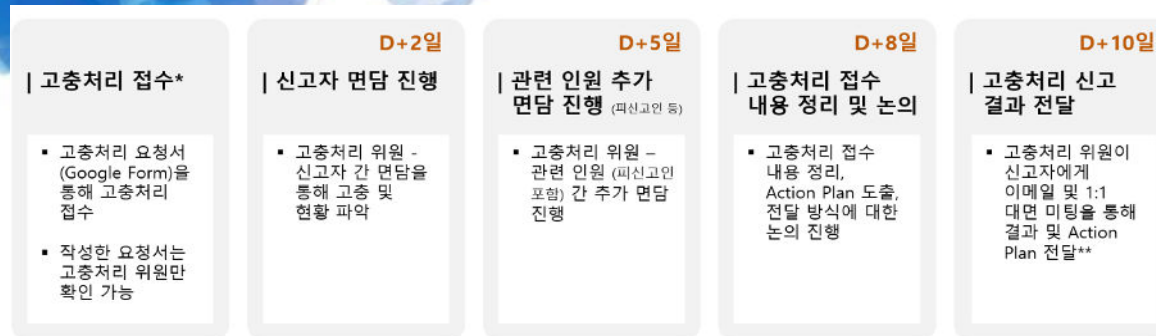 고충처리 접수*
▪ 고충처리 요청서
(Google Form)을
통해 고충처리
접수
▪ 작성한 요청서는
고충처리 위원만
확인 가능
D+2일
신고자 면담 진행
▪ 고충처리 위원 -
신고자 간 면담을
통해 고충 및
현황 파악
D+5일
관련 인원 추가
면담 진행 (피신고인 등)
▪ 고충처리 위원 –
관련 인원 (피신고인
포함) 간 추가 면담
진행
D+8일
고충처리 접수
내용 정리 및 논의
▪ 고충처리 접수
내용 정리,
Action Plan 도출,
전달 방식에 대한
논의 진행
D+10일
고충처리 신고
결과 전달
▪ 고충처리 위원이
신고자에게
이메일 및 1:1
대면 미팅을 통해
결과 및 Action
Plan 전달**